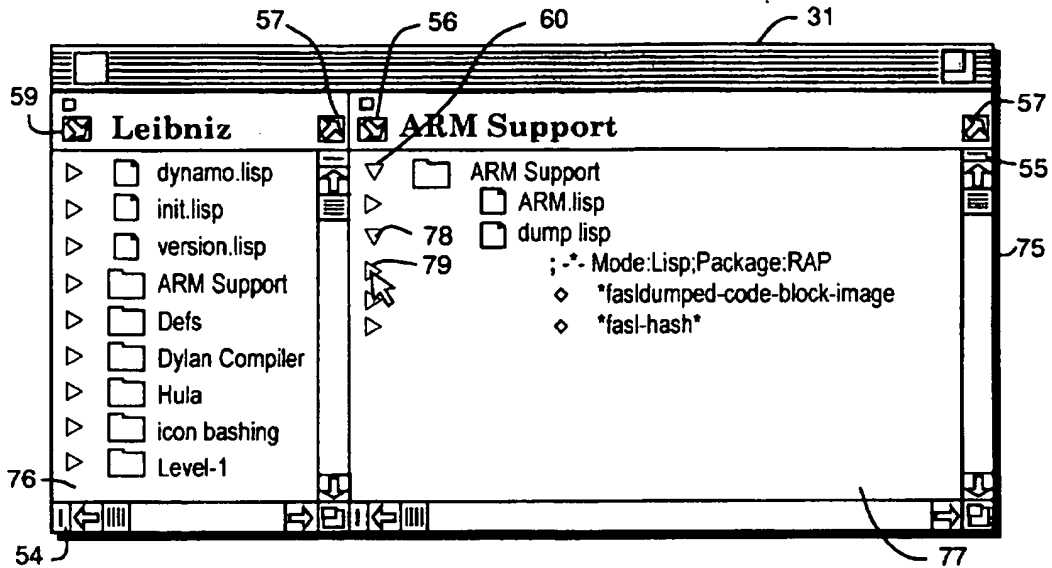 57 56 60 31
59 Leibniz ARM Support 57
dynamo.lisp ARM Support 55
init.lisp ARM.lisp
version.lisp 78 dump lisp 75
ARM Support 79 ; -*- Mode:Lisp;Package:RAP
Defs *fasldumped-code-block-image
Dylan Compiler *fasl-hash*
Hula
icon bashing
76 Level-1
54 77